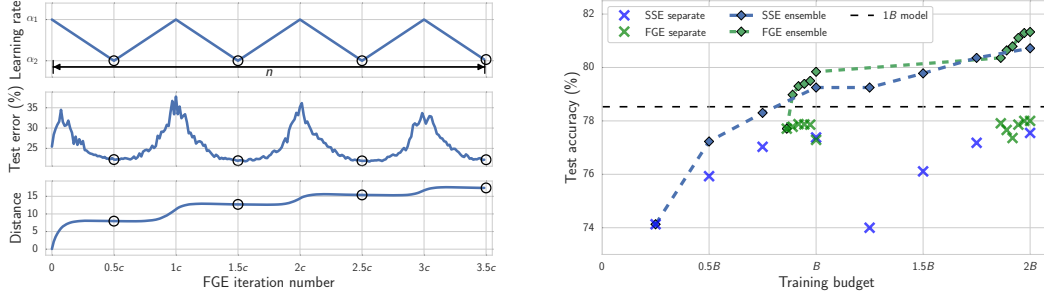 Learning rate
α1
α2
n
Test error (%)
35
30
25
Distance
15
10
5
0
0 0.5c 1c 1.5c 2c 2.5c 3c 3.5c
FGE iteration number
SSE separate SSE ensemble 1B model
FGE separate FGE ensemble
Test accuracy (%)
82
80
78
76
74
0 0.5B B 1.5B 2B
Training budget